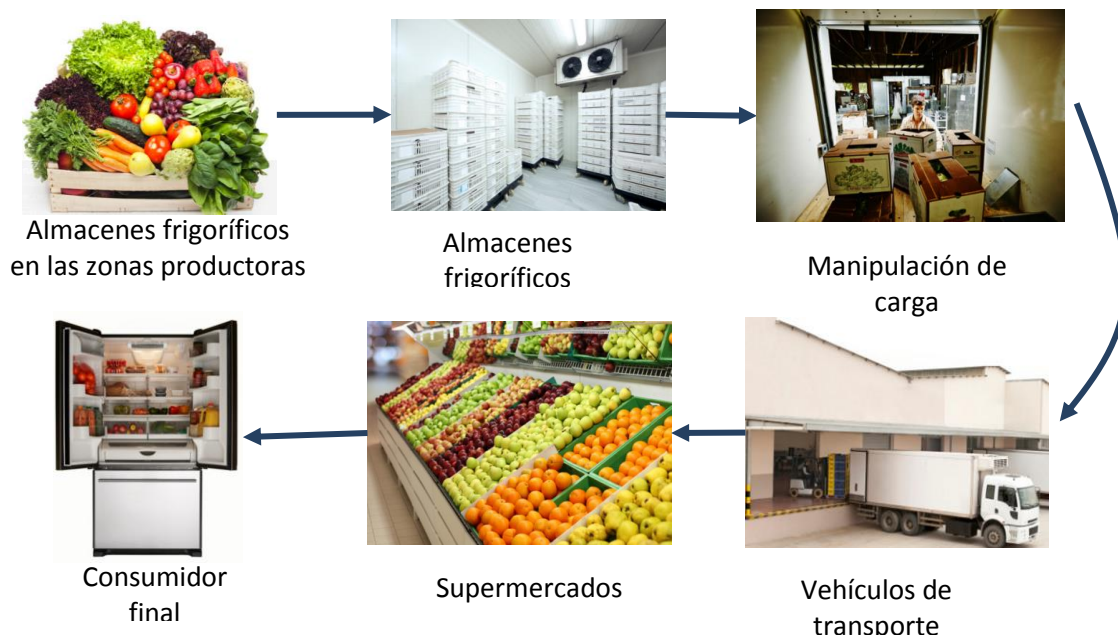 Almacenes frigoríficos
en las zonas productoras
Almacenes
frigoríficos
Manipulación de
carga
Consumidor
final
Supermercados
Vehículos de
transporte